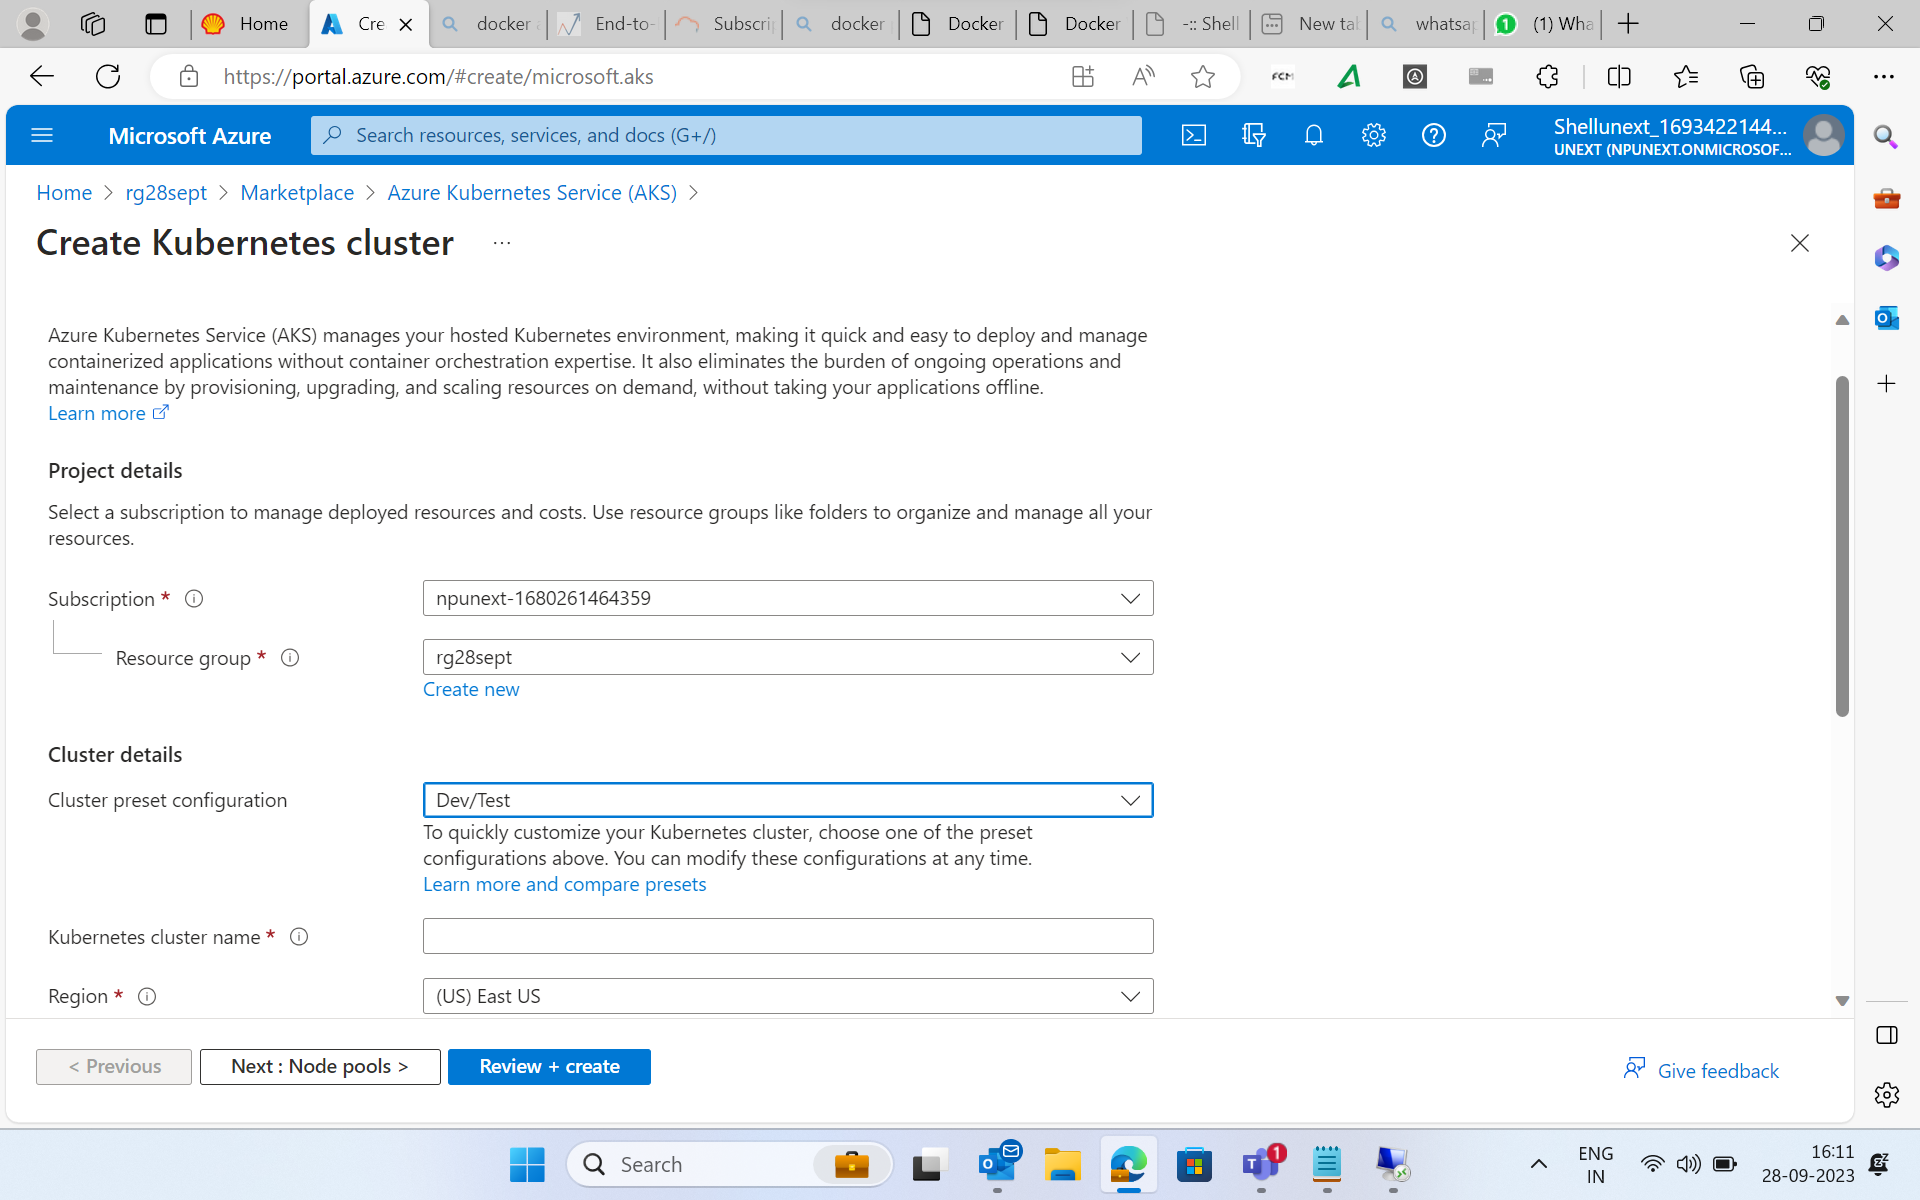 Home
Cre
docker
End-to-
Subscri
docker
Docker
Docker
-:: Shell
New ta
whatsap
1
(1) Wha
https://portal.azure.com/#create/microsoft.aks
FCM
Microsoft Azure
Search resources, services, and docs (G+/)
Shellunext_1693422144...
UNEXT (NPUNEXT.ONMICROSOF...
Home > rg28sept > Marketplace > Azure Kubernetes Service (AKS) >
Create Kubernetes cluster ...
Azure Kubernetes Service (AKS) manages your hosted Kubernetes environment, making it quick and easy to deploy and manage
containerized applications without container orchestration expertise. It also eliminates the burden of ongoing operations and
maintenance by provisioning, upgrading, and scaling resources on demand, without taking your applications offline.
Learn more
Project details
Select a subscription to manage deployed resources and costs. Use resource groups like folders to organize and manage all your
resources.
Subscription *
npunext-1680261464359
Resource group *
rg28sept
Create new
Cluster details
Cluster preset configuration
Dev/Test
To quickly customize your Kubernetes cluster, choose one of the preset
configurations above. You can modify these configurations at any time.
Learn more and compare presets
Kubernetes cluster name *
Region *
(US) East US
< Previous
Next : Node pools >
Review + create
Give feedback
Search
1
ENG
IN
16:11
28-09-2023